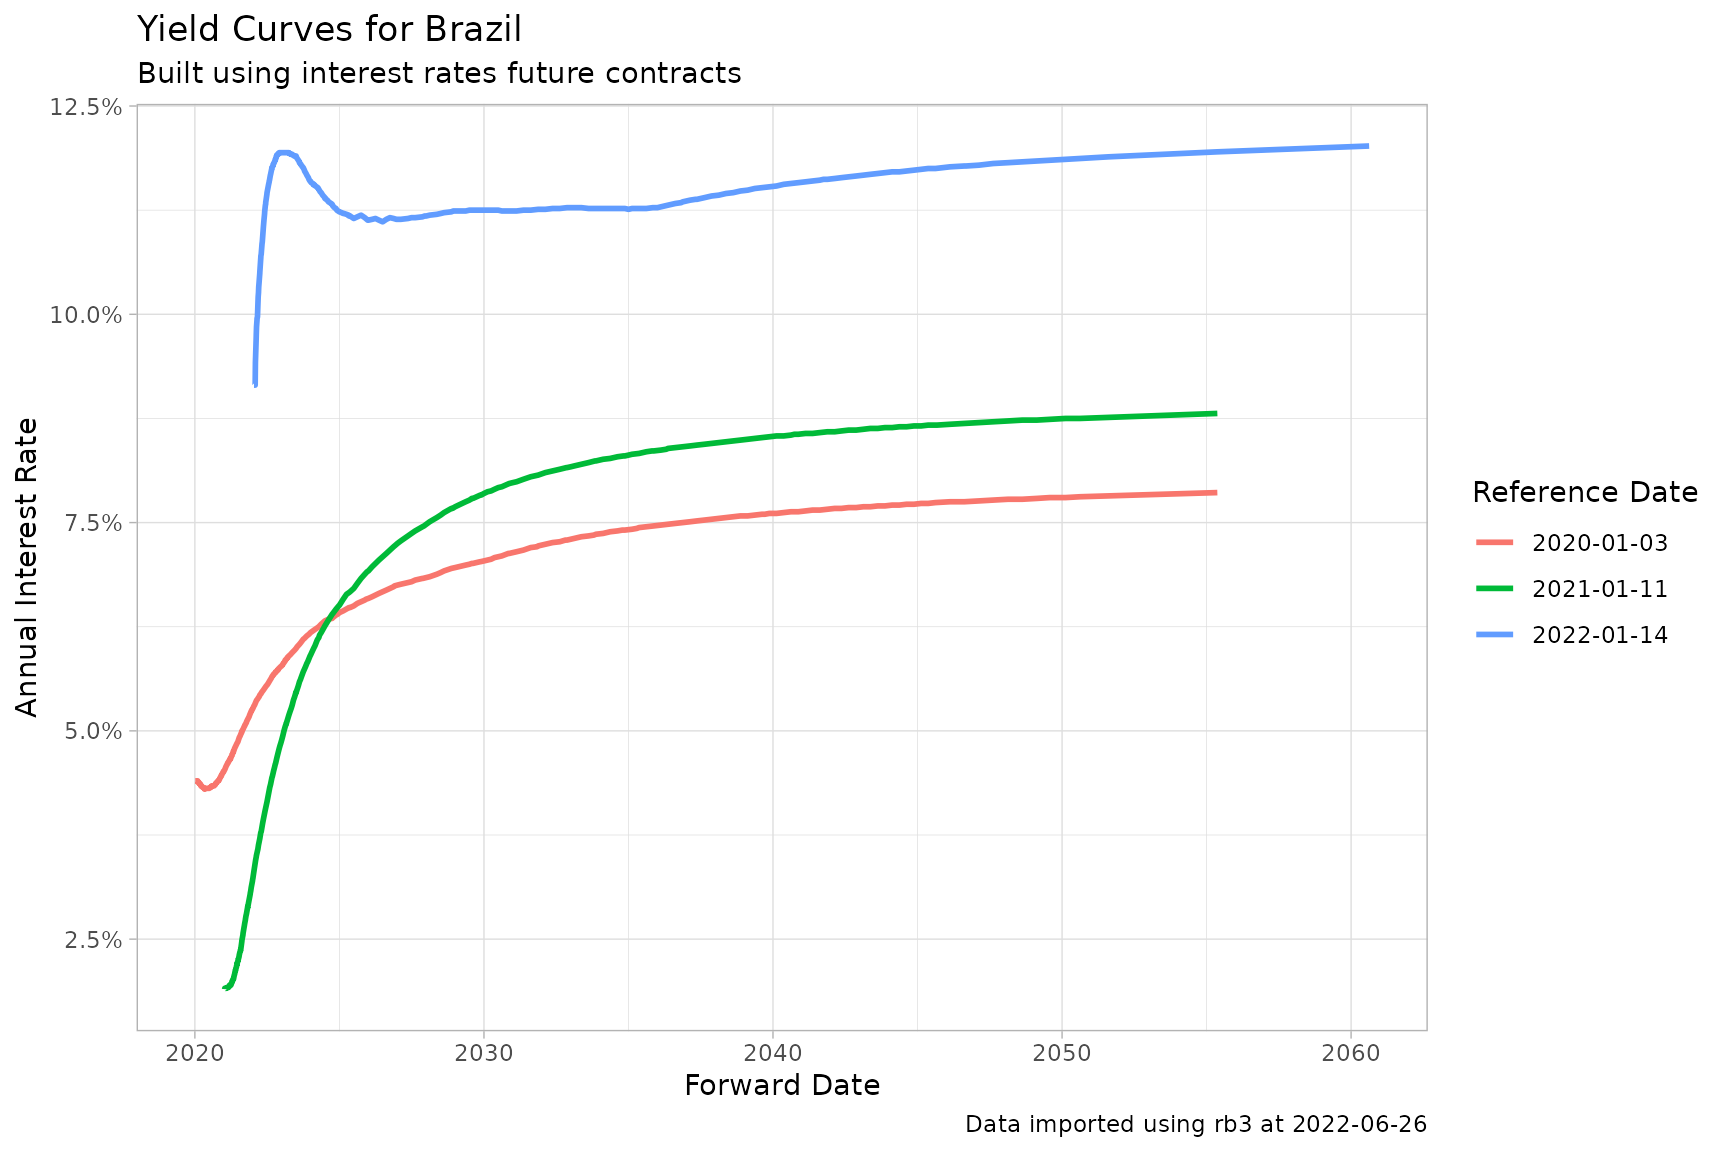 Yield Curves for Brazil
Built using interest rates future contracts
Annual Interest Rate
12.5%
10.0%
7.5%
5.0%
2.5%
2020
2030
2040
2050
2060
Forward Date
Reference Date
2020-01-03
2021-01-11
2022-01-14
Data imported using rb3 at 2022-06-26